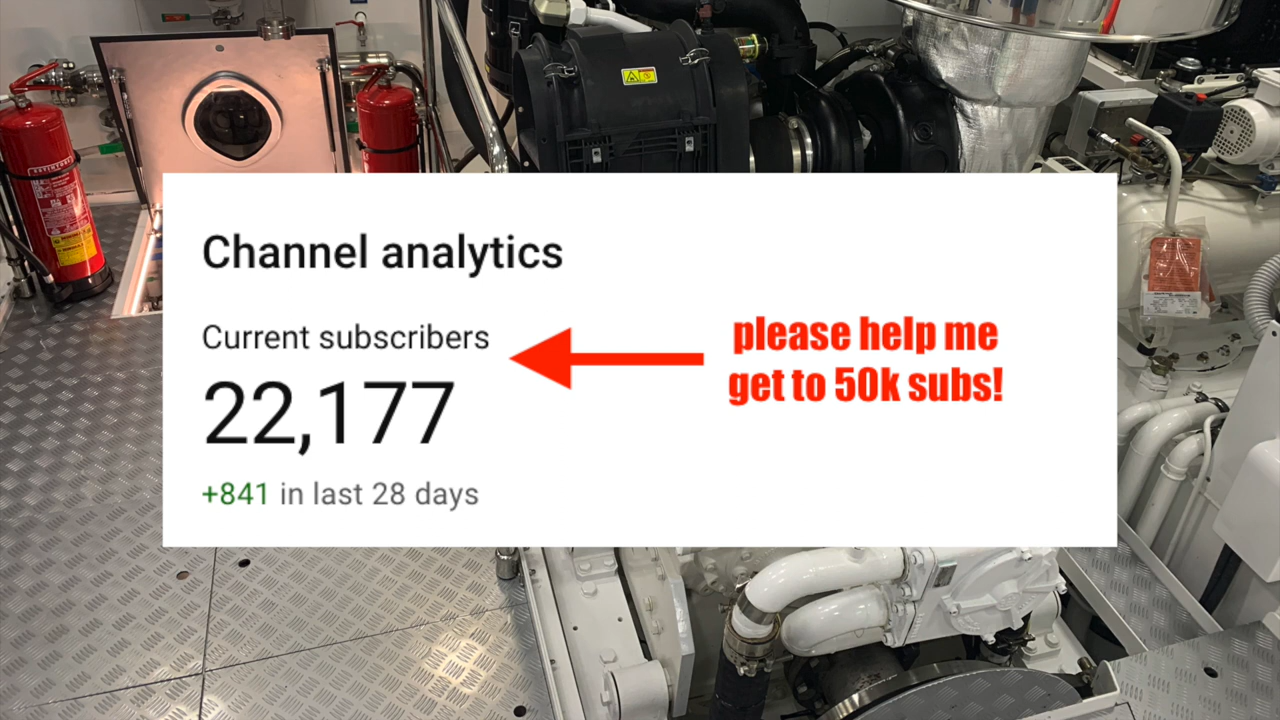 Channel analytics
Current subscribers
22,177
+841 in last 28 days
please help me
get to 50k subs!